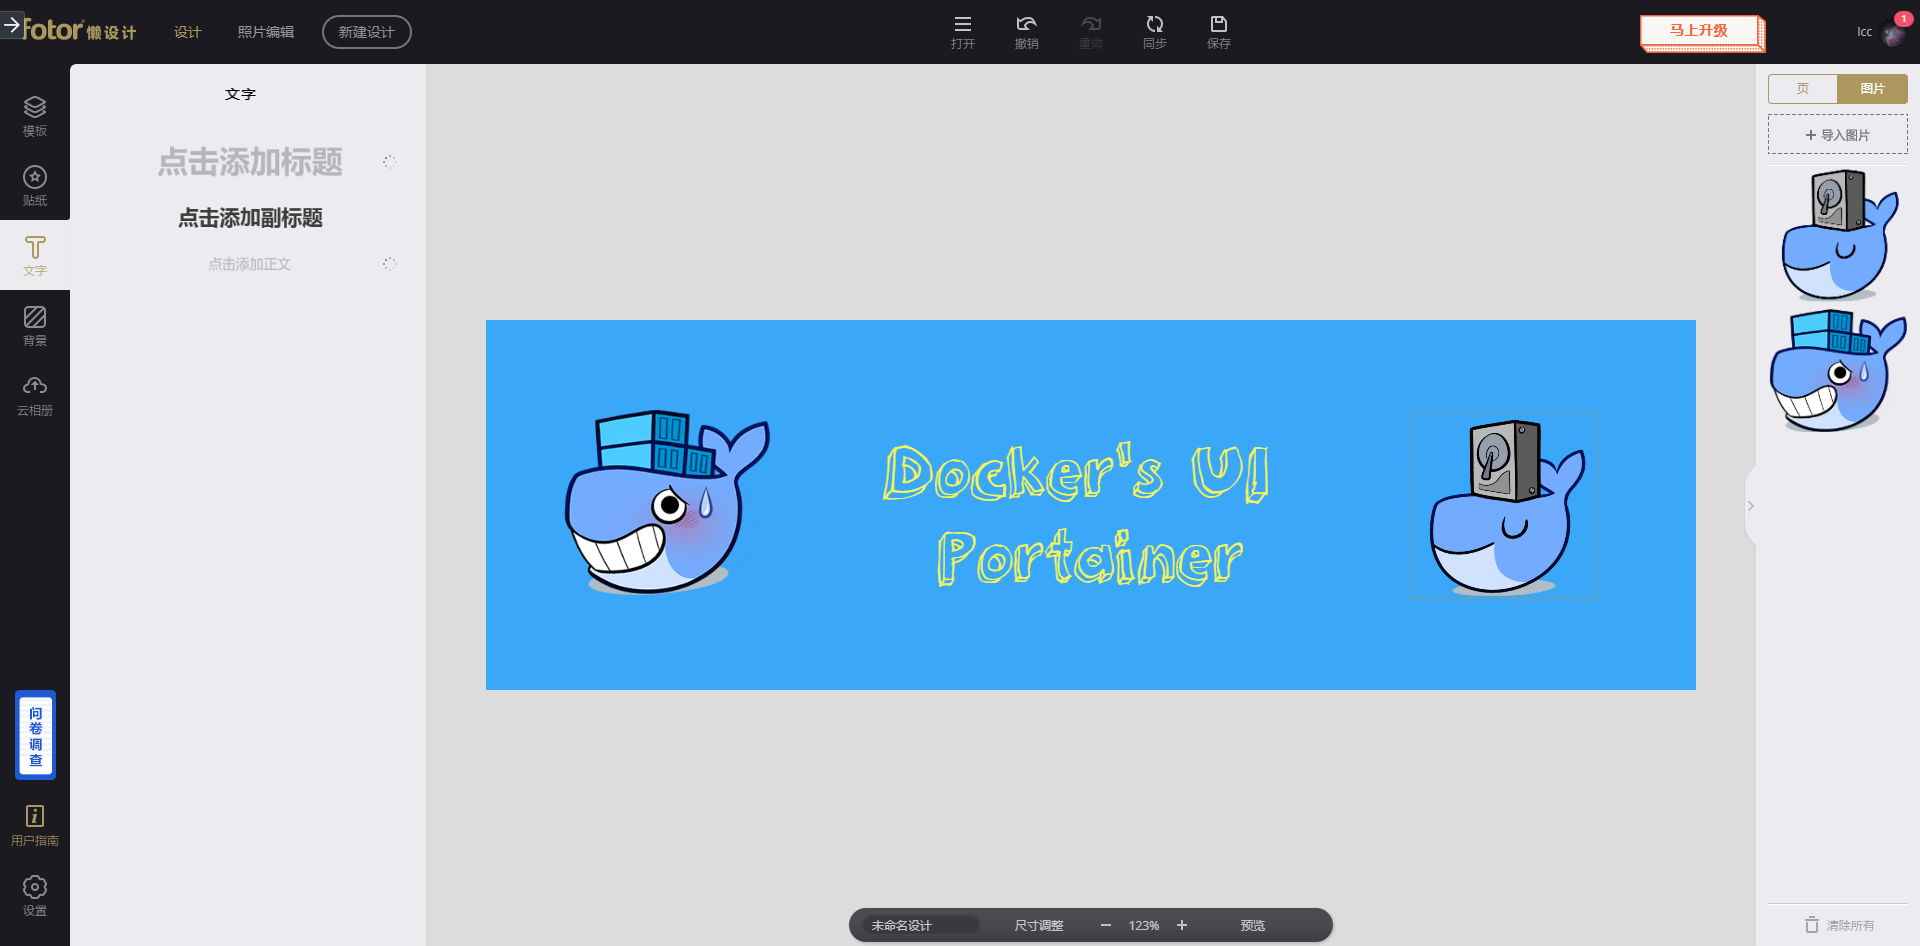 fotor 懒设计
设计
照片编辑
新建设计
打开
撤销
重做
同步
保存
马上升级
lcc
1
模板
贴纸
文字
背景
云相册
问卷调查
用户指南
设置
文字
点击添加标题
点击添加副标题
点击添加正文
Docker's UI
Portainer
未命名设计
尺寸调整
123%
预览
页
图片
导入图片
清除所有